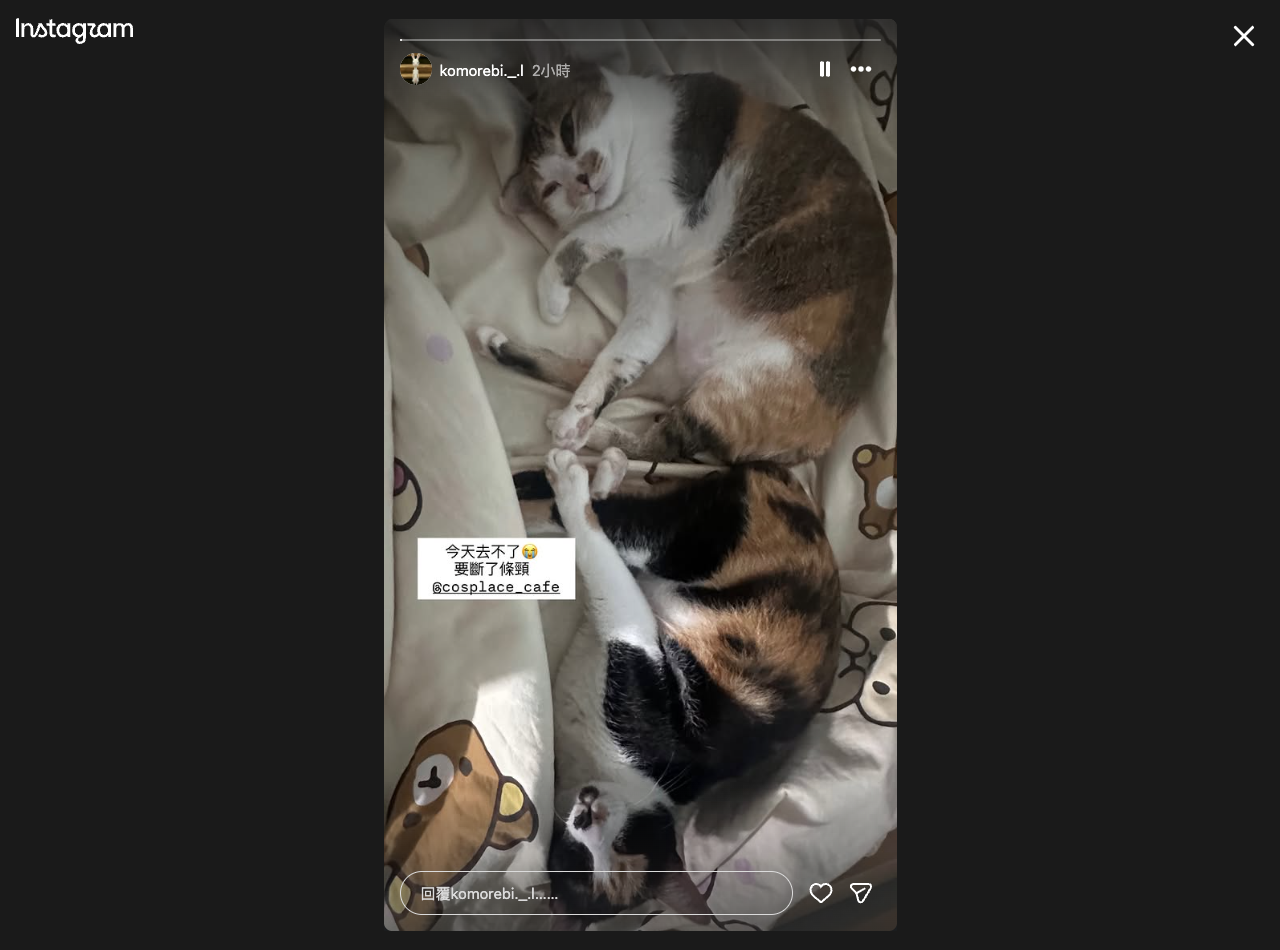 Instagram
komorebi._.l 2小時
今天去不了😭
要斷了條頸
@cosplace_cafe
回覆komorebi._.l......